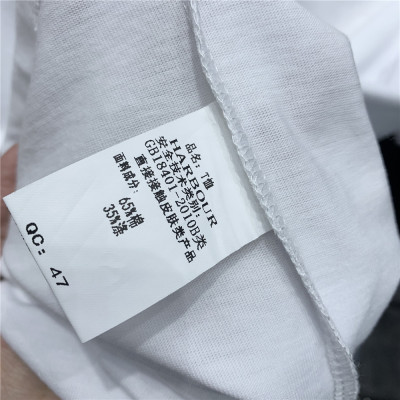 品名：T恤
HARBOUR
安全技术类别：
GB18401-2010B类
直接接触皮肤类产品
面料成分：
65%棉
35%涤
QC：47